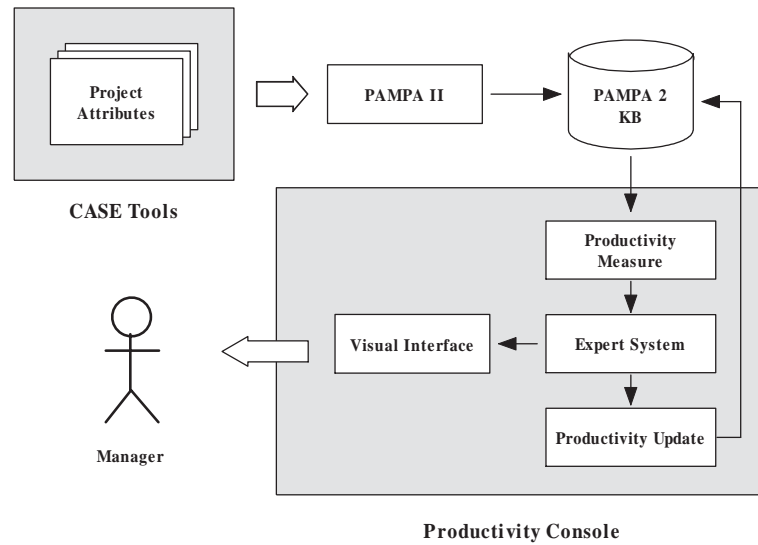 Project
Attributes
PAMPA II
PAMPA 2
KB
CASE Tools
Productivity
Measure
Visual Interface
Expert System
Productivity Update
Manager
Productivity Console